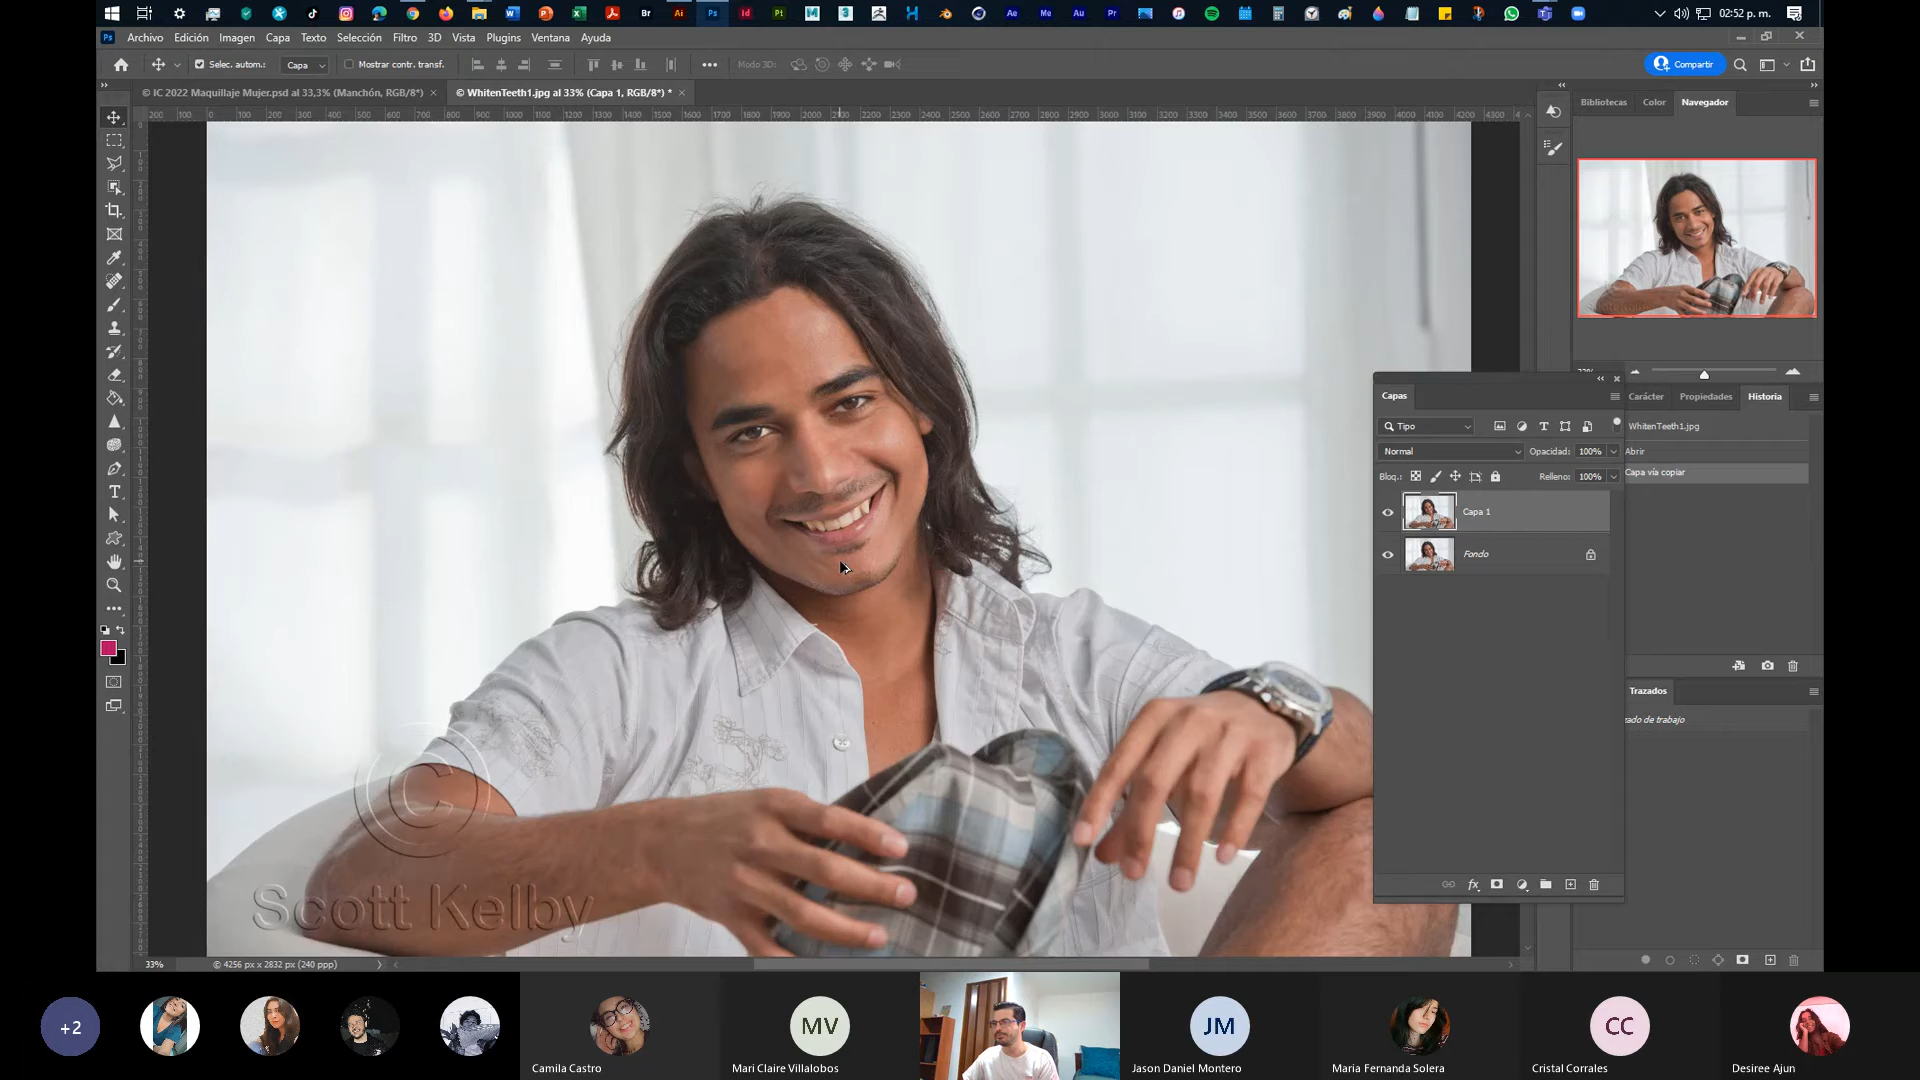 02:52 p. m.
Ps Archivo Edición Imagen Capa Texto Selección Filtro 3D Vista Plugins Ventana Ayuda
Selec. autom.: Capa Mostrar contr. transf. Modo 3D: Compartir
© IC 2022 Maquillaje Mujer.psd al 33,3% (Manchón, RGB/8*) × © WhitenTeeth1.jpg al 33% (Capa 1, RGB/8*) * ×
Bibliotecas Color Navegador
Capas
Carácter Propiedades Historia
Tipo
WhitenTeeth1.jpg
Normal Opacidad: 100%
Abrir
Bloq.: Relleno: 100%
Capa vía copiar
Capa 1
Fondo
Trazados
zado de trabajo
©
Scott Kelby
33% © 4256 px x 2832 px (240 ppp)
+2
MV
JM
CC
Camila Castro
Mari Claire Villalobos
Jason Daniel Montero
Maria Fernanda Solera
Cristal Corrales
Desiree Ajun